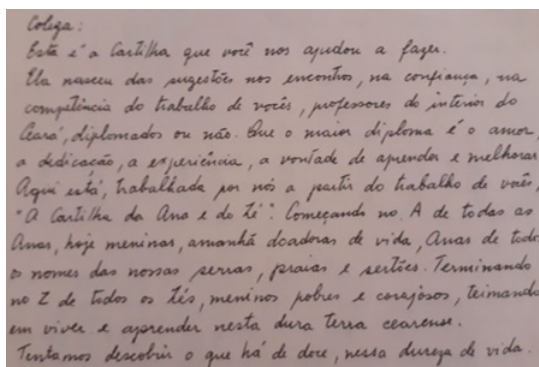 Colega:
Esta é a Cartilha que você nos ajudou a fazer.
Ela nasceu das sugestões nos encontros, na confiança, na
competência do trabalho de vocês, professores do interior do
Ceará, diplomados ou não. Que o maior diploma é o amor,
a dedicação, a experiência, a vontade de aprender e melhorar.
Aqui está, trabalhada por nós a partir do trabalho de vocês,
"A Cartilha da Ana e do Zé". Começando no A de todas as
Anas, hoje meninas, amanhã doadoras de vida, Anas de todos
os nomes das nossas serras, praias e sertões. Terminando
no Z de todos os Zés, meninos pobres e corajosos, teimando
em viver e aprender nesta dura terra cearense.
Tentamos descobrir o que há de doce, nessa dureza de vida.